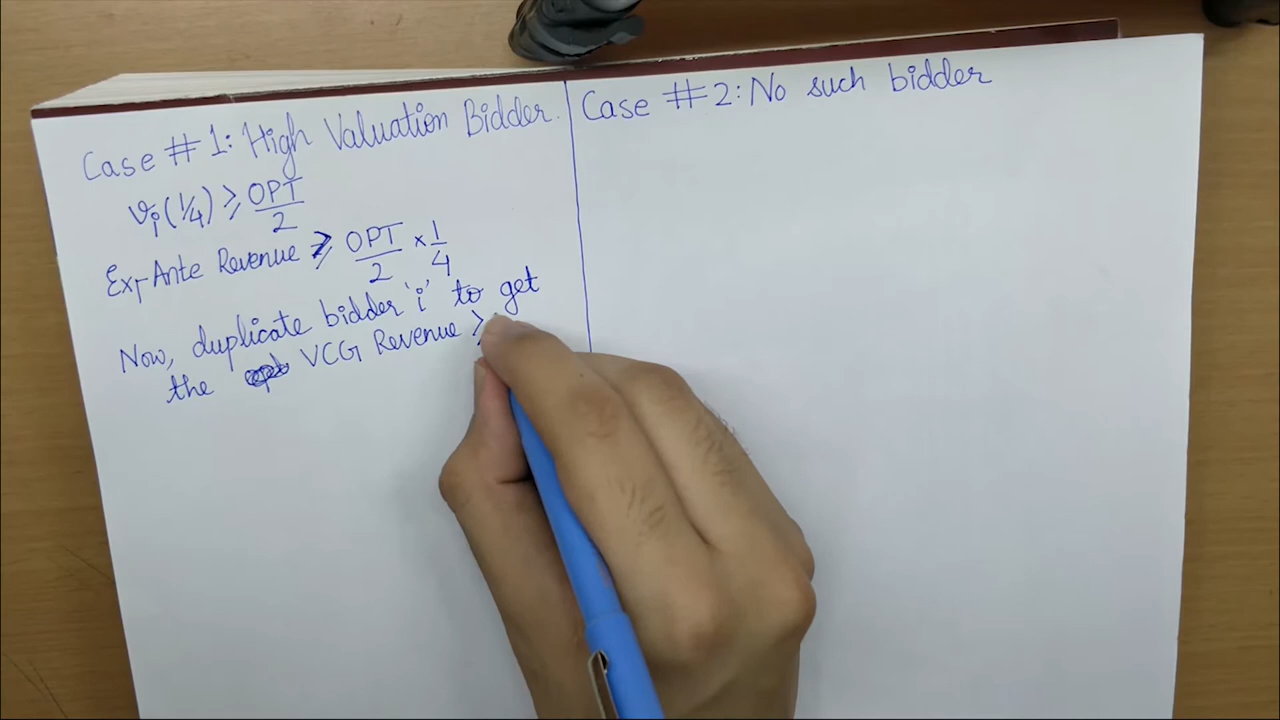 Case # 1: High Valuation Bidder.
vᵢ(1/4) ≥ OPT/2
Ex-Ante Revenue ≥ OPT/2 × 1/4
Now, duplicate bidder 'i' to get
the VCG Revenue ≥
Case # 2: No such bidder